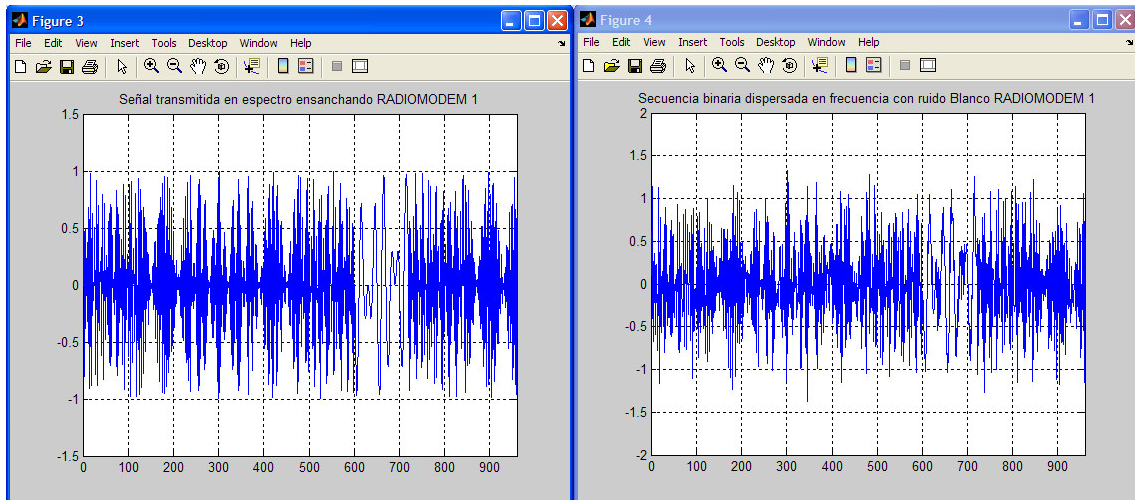 Figure 3
File Edit View Insert Tools Desktop Window Help
Señal transmitida en espectro ensanchando RADIOMODEM 1
1.5
1
0.5
0
-0.5
-1
-1.5
0 100 200 300 400 500 600 700 800 900
Figure 4
File Edit View Insert Tools Desktop Window Help
Secuencia binaria dispersada en frecuencia con ruido Blanco RADIOMODEM 1
2
1.5
1
0.5
0
-0.5
-1
-1.5
-2
0 100 200 300 400 500 600 700 800 900